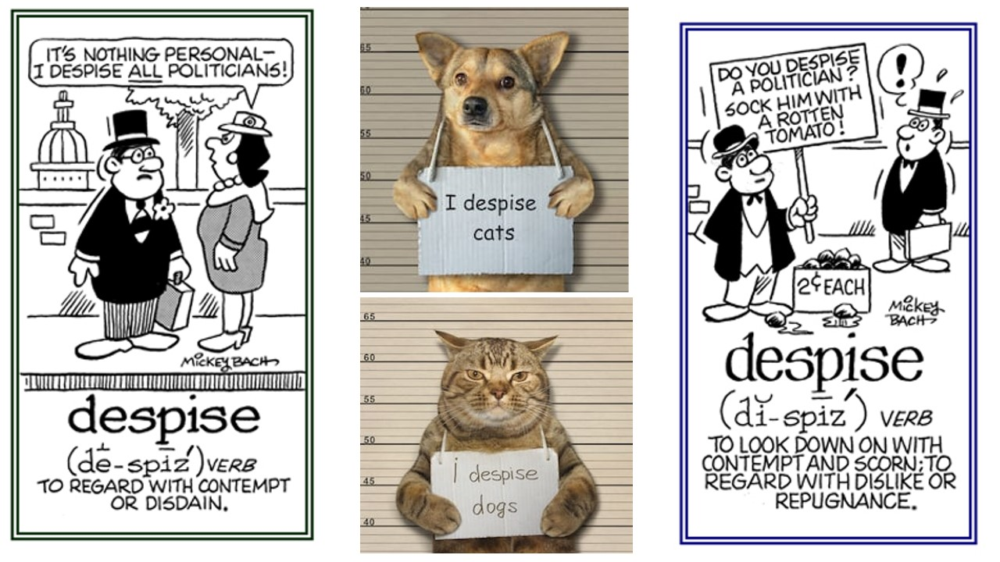 IT'S NOTHING PERSONAL—
I DESPISE ALL POLITICIANS!
MICKEY BACH
despise
(dē-spīz′) VERB
TO REGARD WITH CONTEMPT
OR DISDAIN.
65
60
55
50
45
40
I despise
cats
65
60
55
50
45
40
i despise
dogs
DO YOU DESPISE
A POLITICIAN?
SOCK HIM WITH
A ROTTEN
TOMATO!
!
2¢ EACH
MICKEY
BACH
despise
(dĭ-spīz′) VERB
TO LOOK DOWN ON WITH
CONTEMPT AND SCORN; TO
REGARD WITH DISLIKE OR
REPUGNANCE.